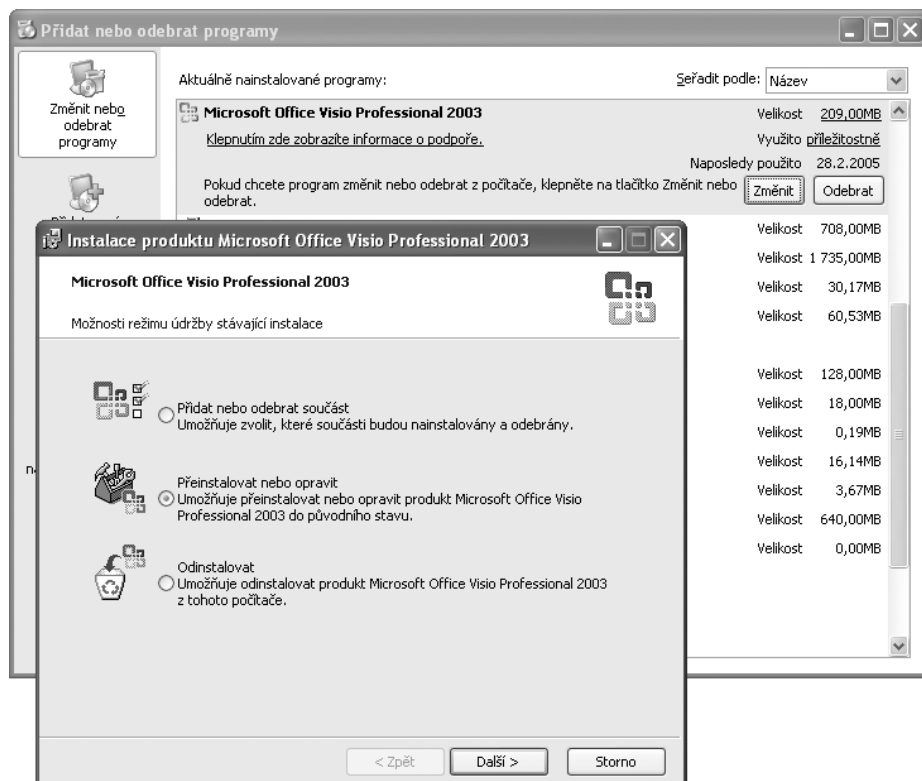 Přidat nebo odebrat programy
Změnit nebo
odebrat
programy
Aktuálně nainstalované programy:
Seřadit podle:
Název
Microsoft Office Visio Professional 2003
Velikost 209,00MB
Klepnutím zde zobrazíte informace o podpoře.
Využito příležitostně
Naposledy použito 28.2.2005
Pokud chcete program změnit nebo odebrat z počítače, klepněte na tlačítko Změnit nebo
odebrat.
Změnit
Odebrat
Velikost 708,00MB
Velikost 1 735,00MB
Velikost 30,17MB
Velikost 60,53MB
Velikost 128,00MB
Velikost 18,00MB
Velikost 0,19MB
Velikost 16,14MB
Velikost 3,67MB
Velikost 640,00MB
Velikost 0,00MB
Instalace produktu Microsoft Office Visio Professional 2003
Microsoft Office Visio Professional 2003
Možnosti režimu údržby stávající instalace
Přidat nebo odebrat součást
Umožňuje zvolit, které součásti budou nainstalovány a odebrány.
Přeinstalovat nebo opravit
Umožňuje přeinstalovat nebo opravit produkt Microsoft Office Visio
Professional 2003 do původního stavu.
Odinstalovat
Umožňuje odinstalovat produkt Microsoft Office Visio Professional 2003
z tohoto počítače.
< Zpět
Další >
Storno